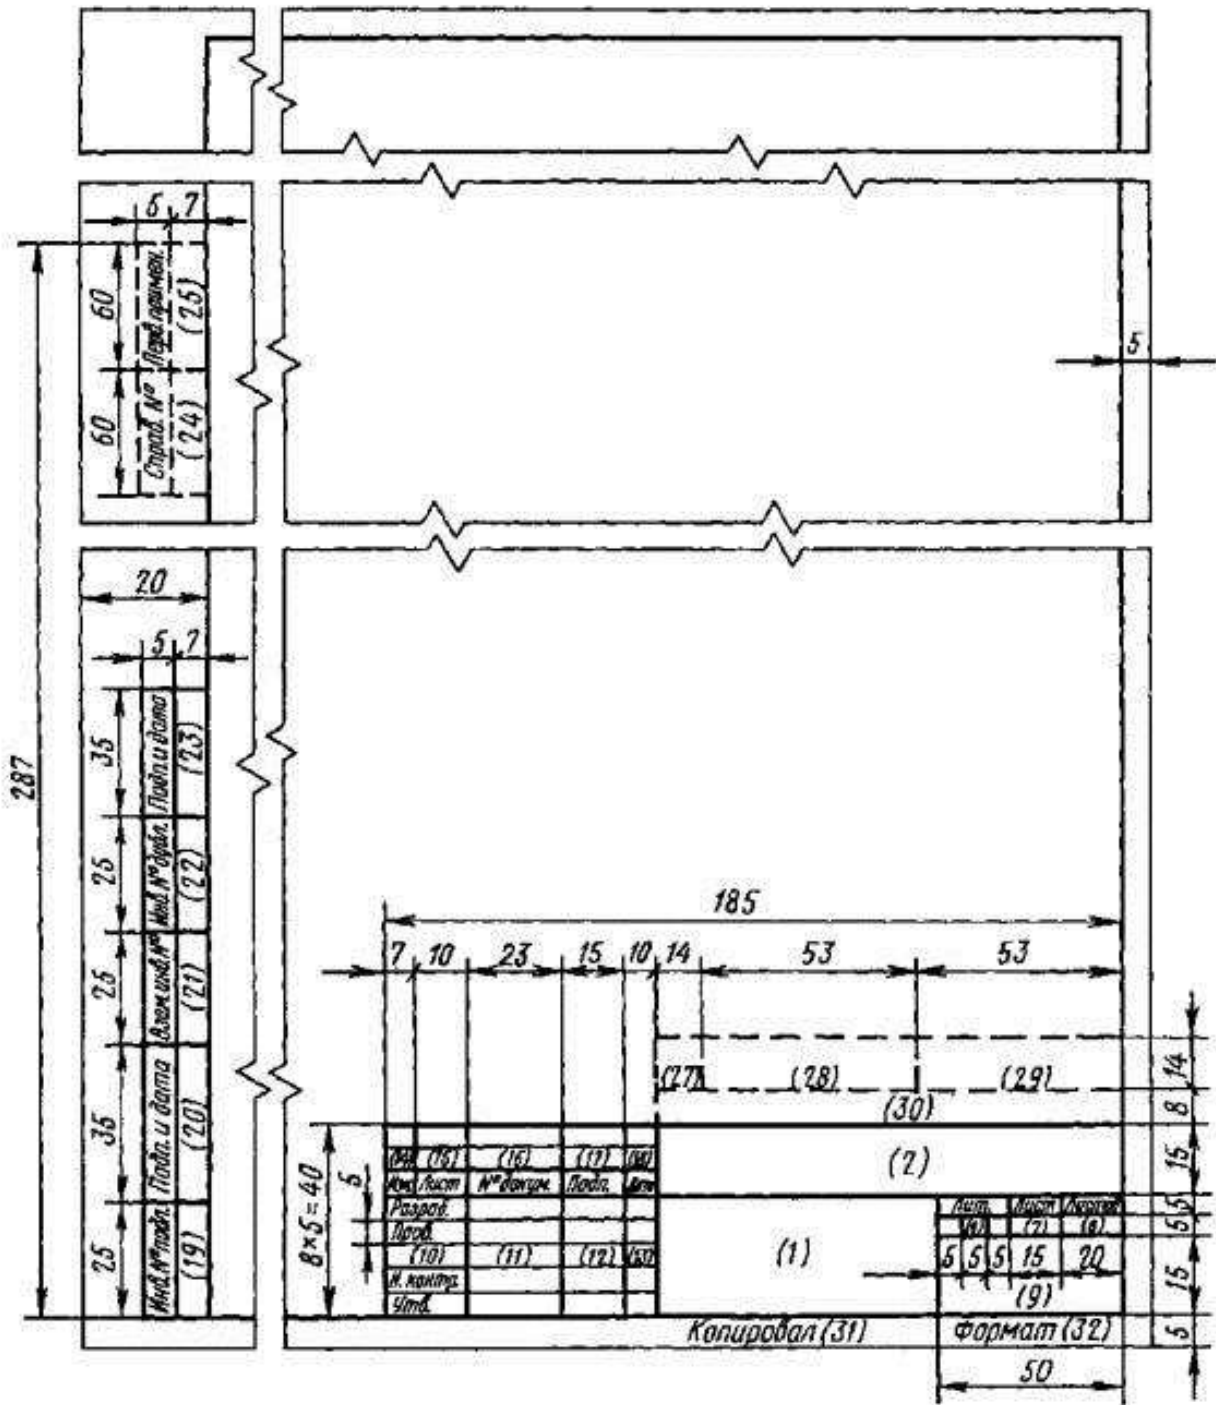 5 7
60
Перв. примен.
(25)
5
60
Справ. №
(24)
287
20
5 7
35
Подп. и дата
(23)
25
Инв. № дубл.
(22)
25
Взам. инв. №
(21)
35
Подп. и дата
(20)
25
Инв. № подл.
(19)
185
7 10 23 15 10 14 53 53
(27) (28) (29)
14
(30)
8
8×5=40
5
(14) (15) (16) (17) (18)
Изм. Лист № докум. Подп. Дата
(2)
15
Разраб.
Пров.
(10) (11) (12) (13)
Н. контр.
Утв.
(1)
Лит. Лист Листов
5
(4) (7) (8)
5
5 5 5 15 20
15
(9)
Копировал (31) Формат (32)
5
50